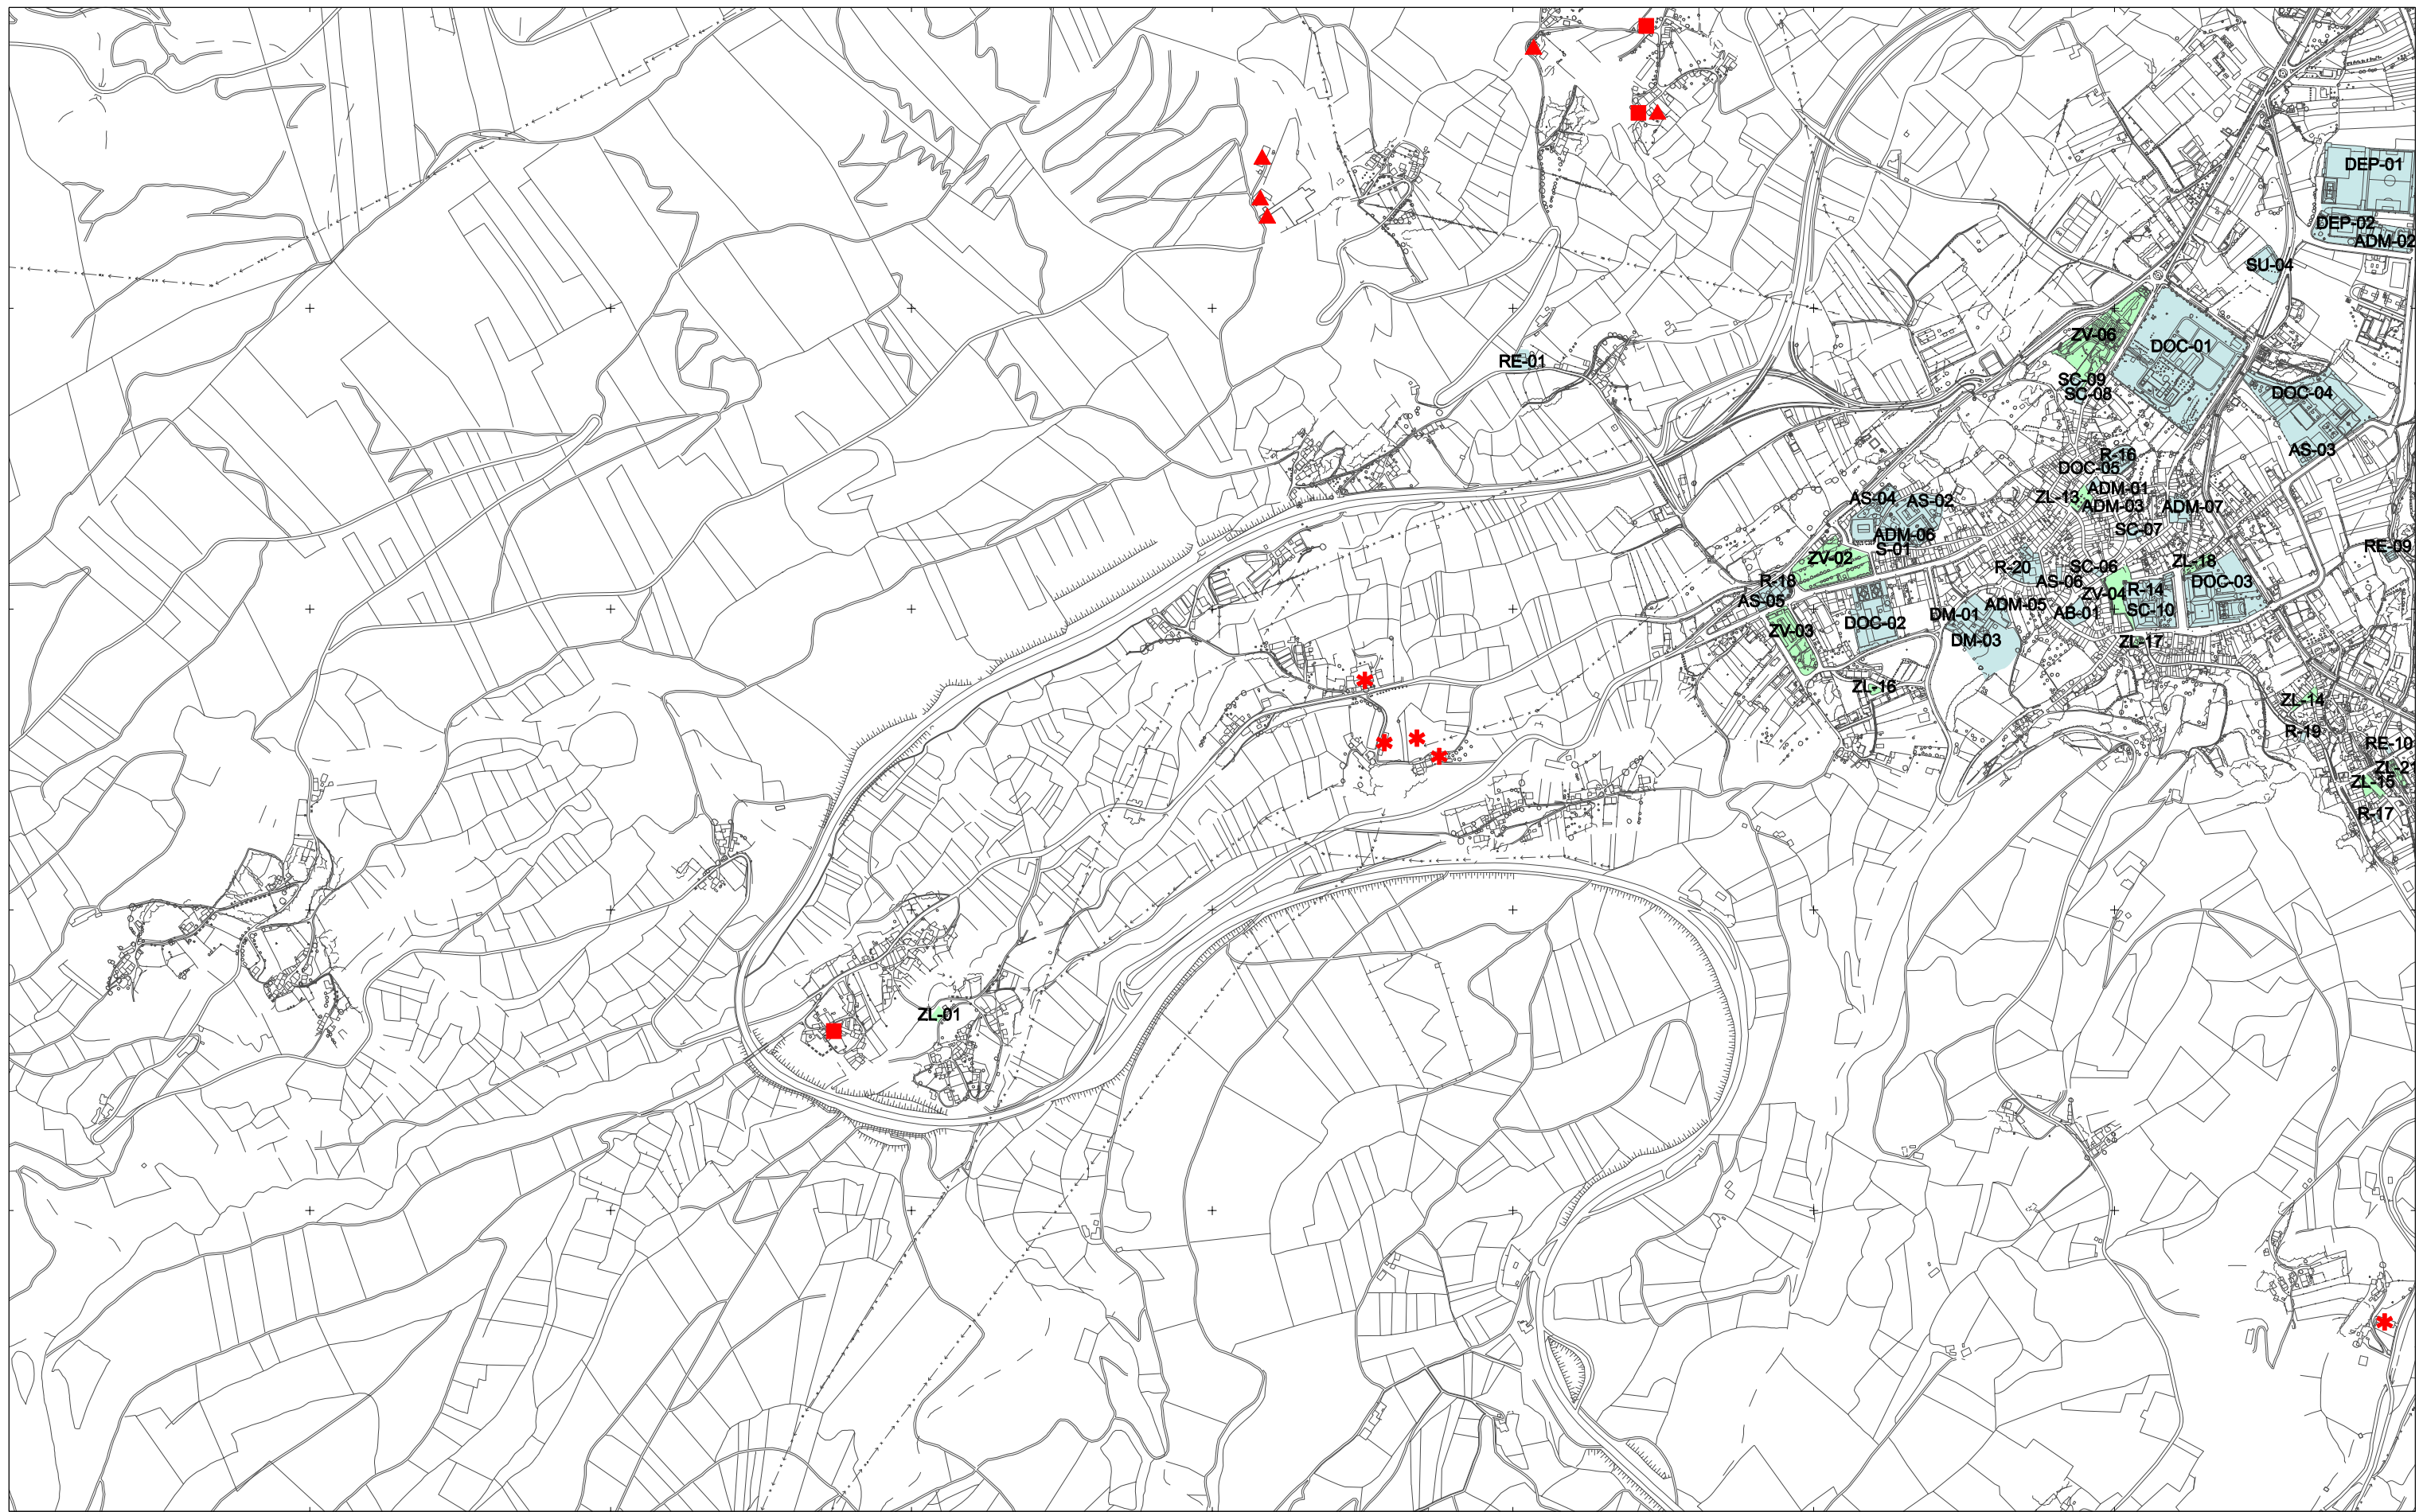 DEP-01
DEP-02
ADM-02
SU-04
ZV-06
DOC-01
RE-01
SC-09
SC-08
DOC-04
AS-03
R-16
DOC-05
ADM-01
ZL-13
ADM-03
ADM-07
AS-04
AS-02
SC-07
ADM-06
S-01
RE-09
ZV-02
ZL-18
R-20
SC-06
R-18
AS-06
DOC-03
R-14
ZV-04
AS-05
ADM-05
SC-10
DM-01
AB-01
DOC-02
ZV-03
DM-03
ZL-17
ZL-16
ZL-14
R-19
RE-10
ZL-21
ZL-15
R-17
ZL-01